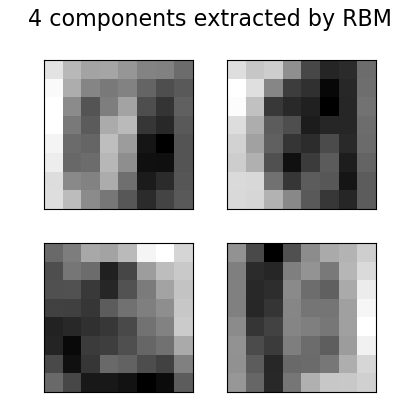 4 components extracted by RBM